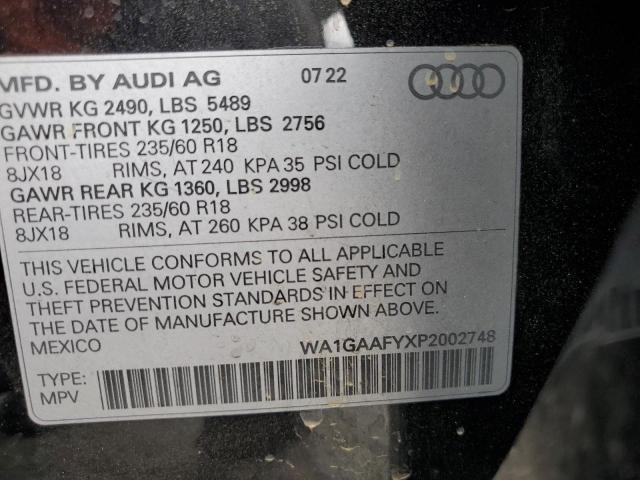 MFD. BY AUDI AG 07 22
GVWR KG 2490, LBS 5489
GAWR FRONT KG 1250, LBS 2756
FRONT-TIRES 235/60 R18
8JX18 RIMS, AT 240 KPA 35 PSI COLD
GAWR REAR KG 1360, LBS 2998
REAR-TIRES 235/60 R18
8JX18 RIMS, AT 260 KPA 38 PSI COLD
THIS VEHICLE CONFORMS TO ALL APPLICABLE
U.S. FEDERAL MOTOR VEHICLE SAFETY AND
THEFT PREVENTION STANDARDS IN EFFECT ON
THE DATE OF MANUFACTURE SHOWN ABOVE.
MEXICO WA1GAAFYXP2002748
TYPE:
MPV